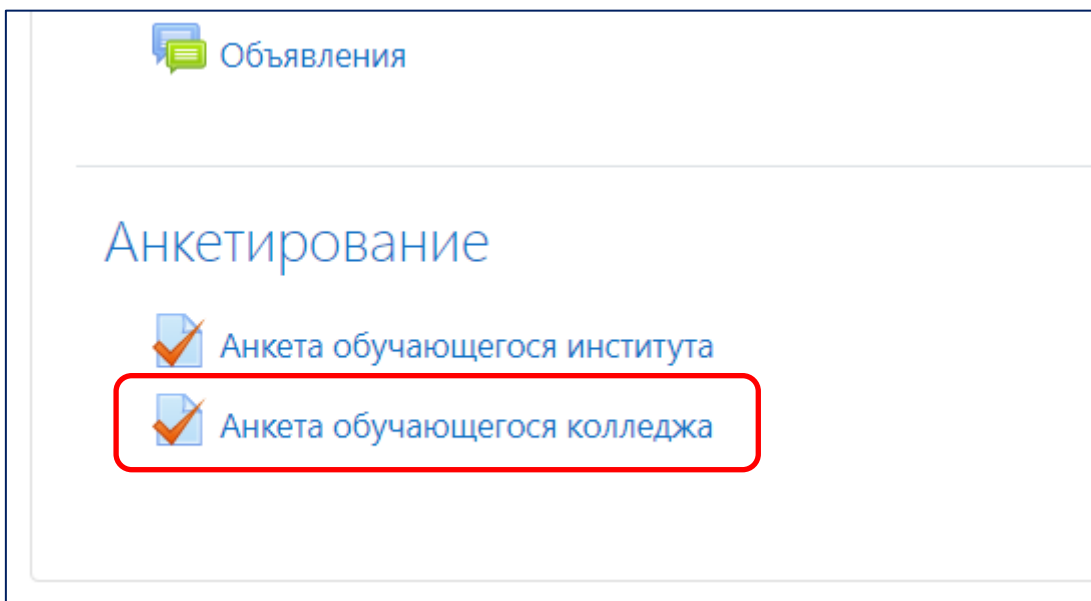 Объявления
Анкетирование
Анкета обучающегося института
Анкета обучающегося колледжа